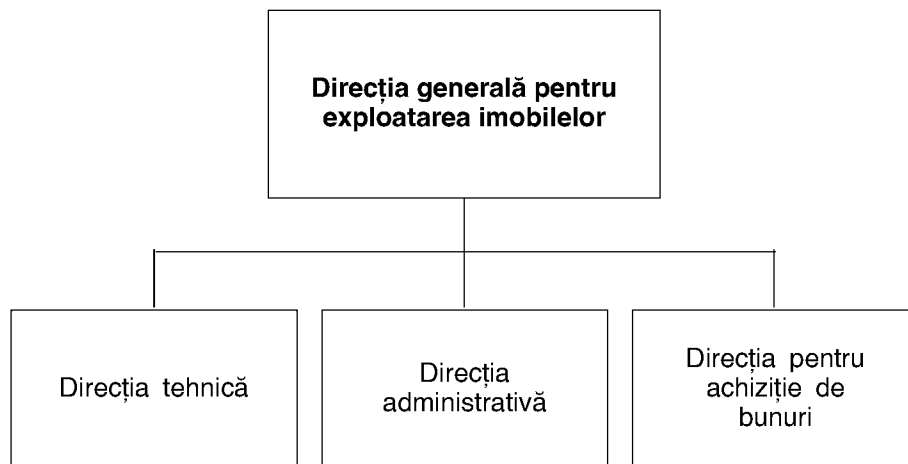 Direcția generală pentru
exploatarea imobilelor
Direcția tehnică
Direcția
administrativă
Direcția pentru
achiziție de
bunuri